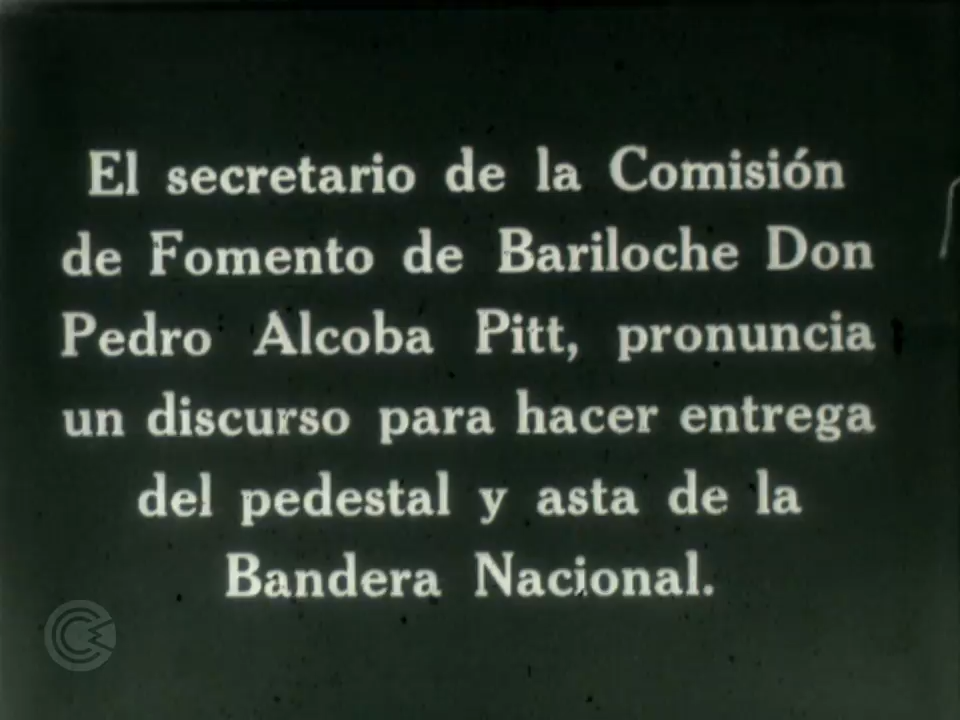 El secretario de la Comisión
de Fomento de Bariloche Don
Pedro Alcoba Pitt, pronuncia
un discurso para hacer entrega
del pedestal y asta de la
Bandera Nacional.